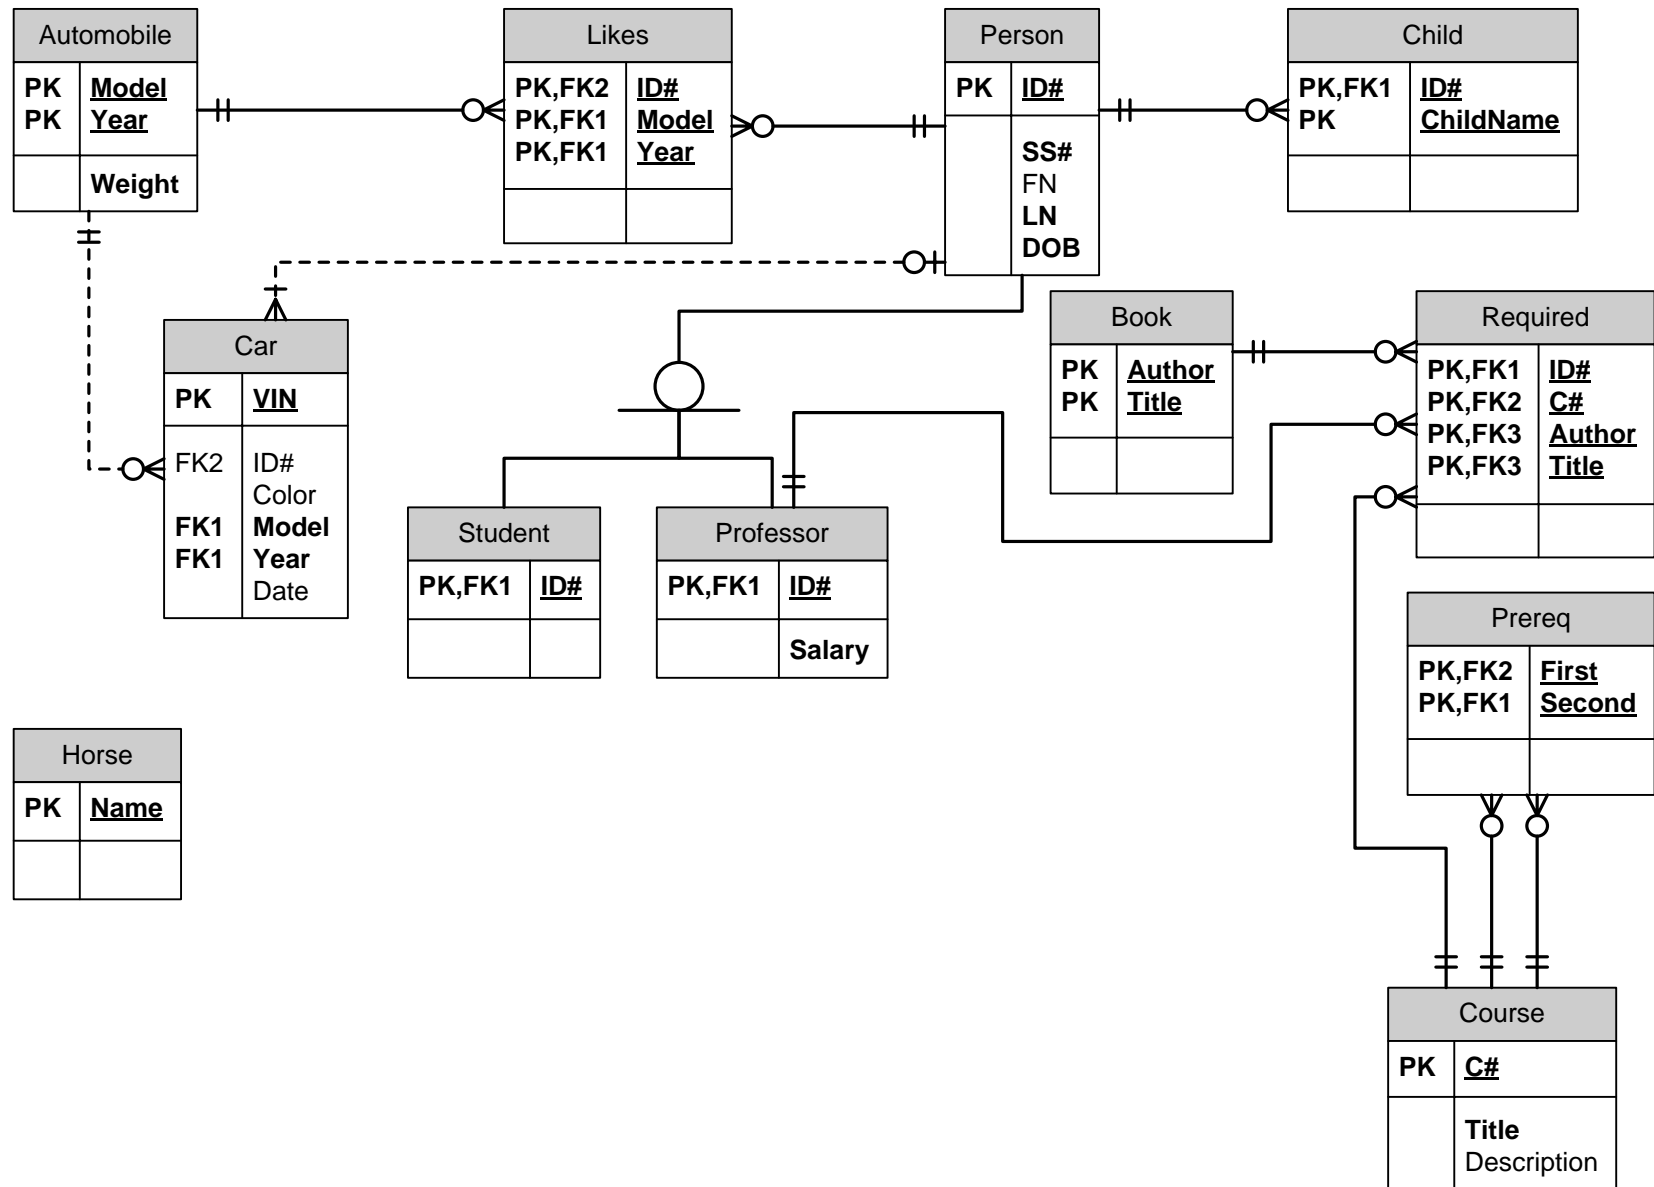 Automobile
PK Model
PK Year
Weight
Likes
PK,FK2 ID#
PK,FK1 Model
PK,FK1 Year
Person
PK ID#
SS#
FN
LN
DOB
Child
PK,FK1 ID#
PK ChildName
Car
PK VIN
FK2 ID#
Color
FK1 Model
FK1 Year
Date
Book
PK Author
PK Title
Required
PK,FK1 ID#
PK,FK2 C#
PK,FK3 Author
PK,FK3 Title
Student
PK,FK1 ID#
Professor
PK,FK1 ID#
Salary
Prereq
PK,FK2 First
PK,FK1 Second
Horse
PK Name
Course
PK C#
Title
Description